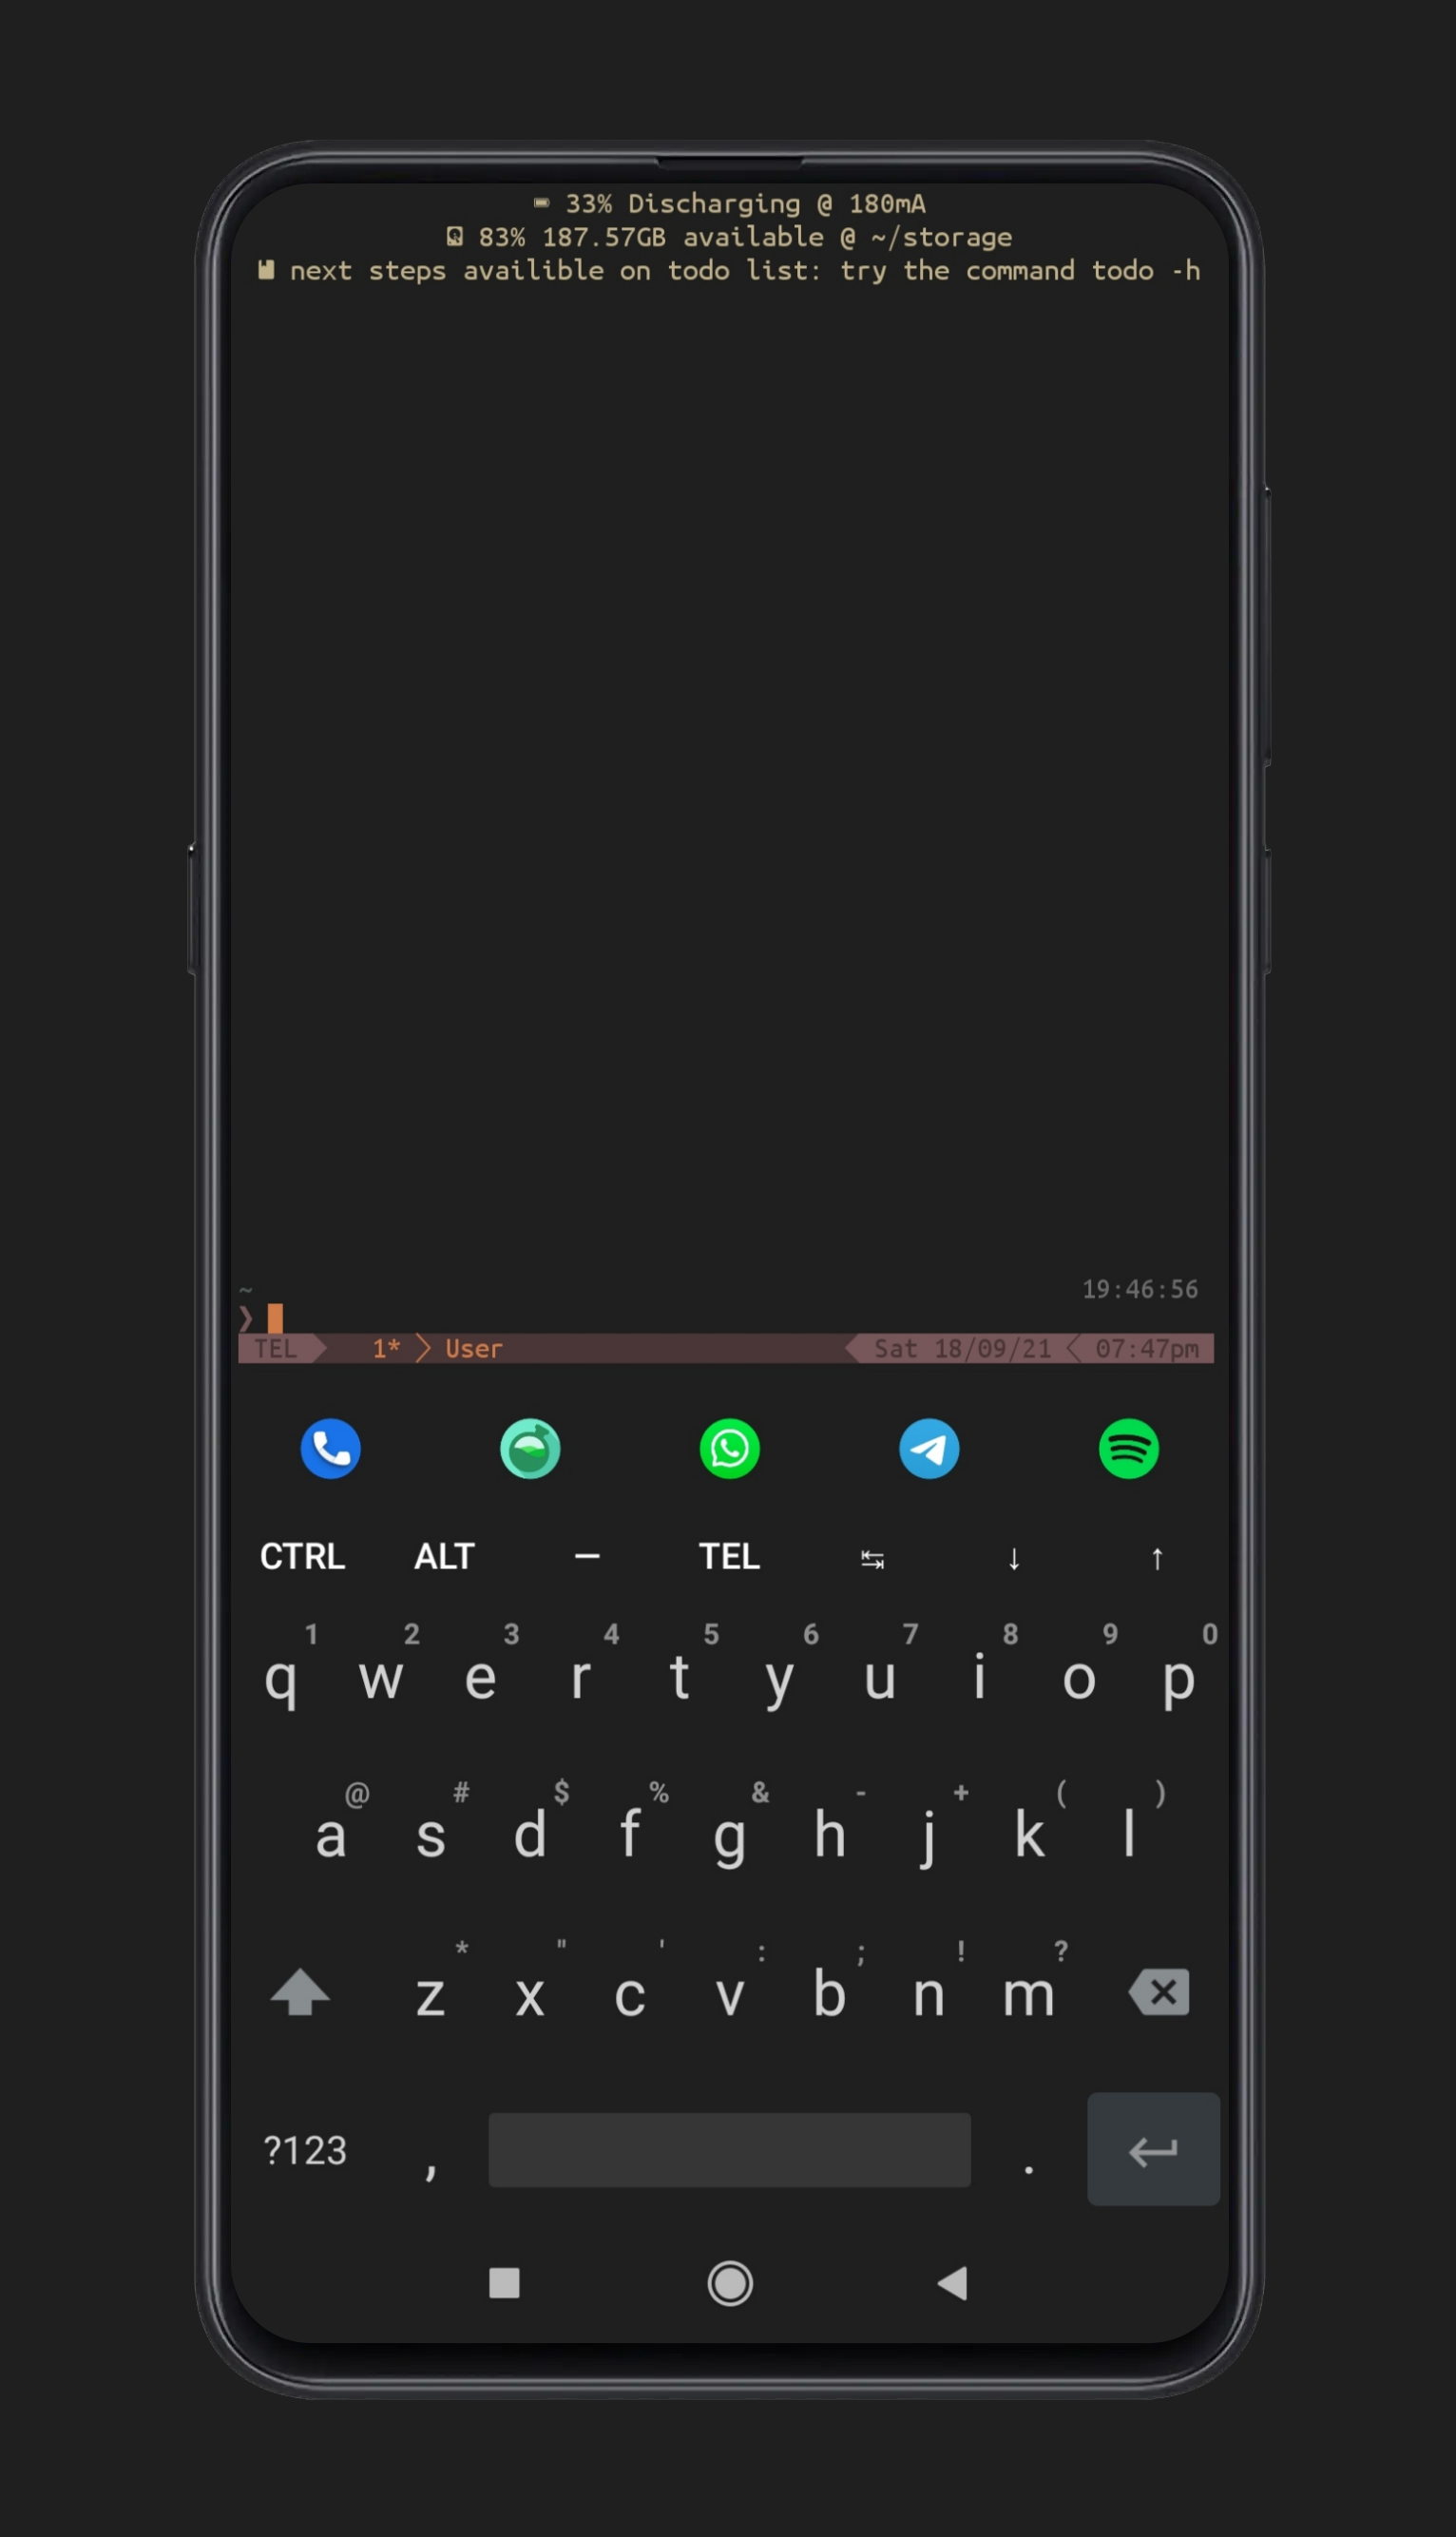 33% Discharging @ 180mA
83% 187.57GB available @ ~/storage
next steps availible on todo list: try the command todo -h
~ 19:46:56
❯
TEL 1* User Sat 18/09/21 07:47pm
CTRL ALT — TEL ↹ ↓ ↑
1 2 3 4 5 6 7 8 9 0
q w e r t y u i o p
@ # $ % & - + ( )
a s d f g h j k l
* " ' : ; ! ?
z x c v b n m
?123 , .